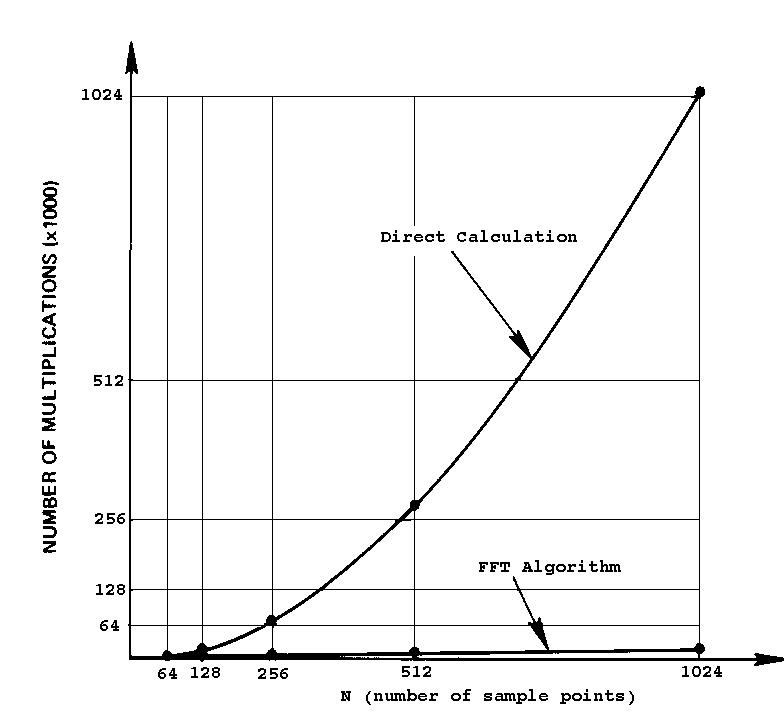 1024
Direct Calculation
NUMBER OF MULTIPLICATIONS (x1000)
512
256
FFT Algorithm
128
64
64 128 256 512 1024
N (number of sample points)